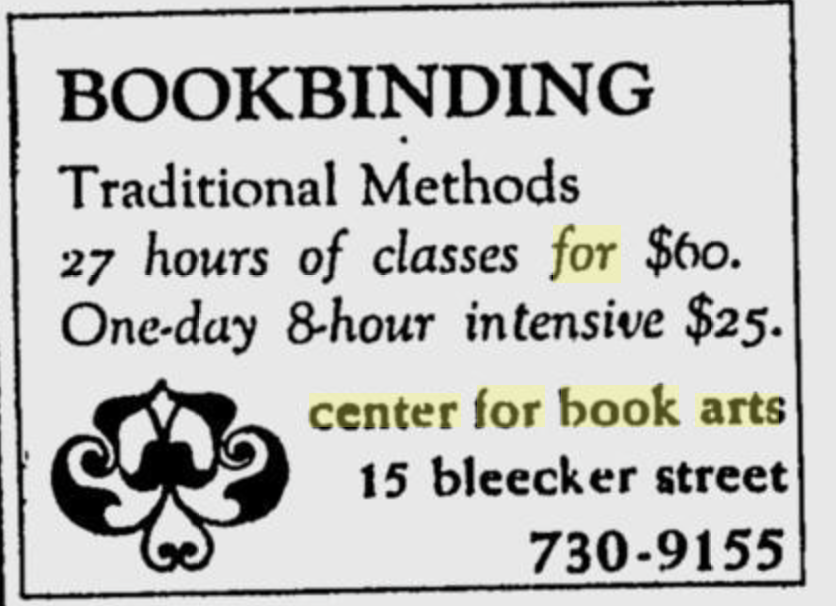 BOOKBINDING
Traditional Methods
27 hours of classes for $60.
One-day 8-hour intensive $25.
center for book arts
15 bleecker street
730-9155